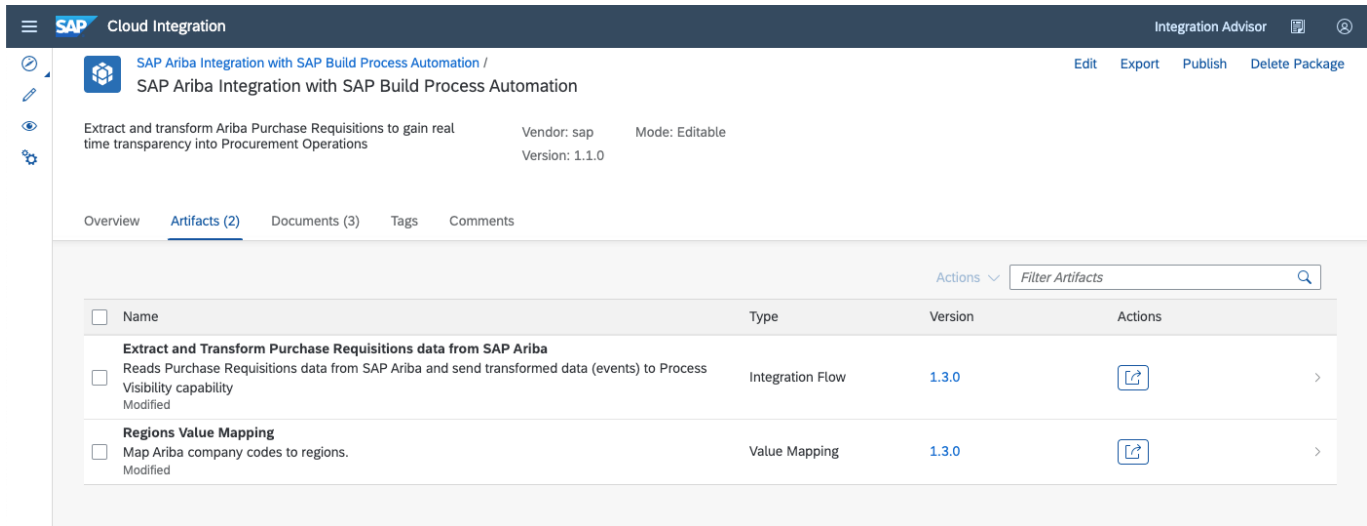 SAP Cloud Integration Integration Advisor
SAP Ariba Integration with SAP Build Process Automation /
Edit Export Publish Delete Package
SAP Ariba Integration with SAP Build Process Automation
Extract and transform Ariba Purchase Requisitions to gain real
time transparency into Procurement Operations
Vendor: sap Mode: Editable
Version: 1.1.0
Overview Artifacts (2) Documents (3) Tags Comments
Actions Filter Artifacts
Name Type Version Actions
Extract and Transform Purchase Requisitions data from SAP Ariba
Reads Purchase Requisitions data from SAP Ariba and send transformed data (events) to Process
Visibility capability
Modified
Integration Flow 1.3.0
Regions Value Mapping
Map Ariba company codes to regions.
Modified
Value Mapping 1.3.0